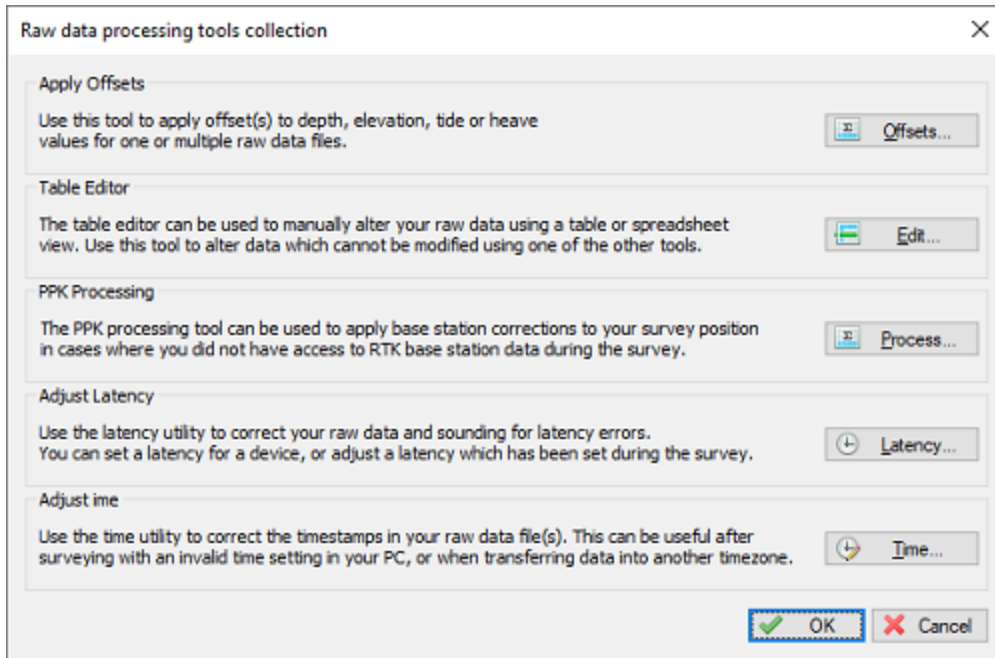 Raw data processing tools collection
Apply Offsets
Use this tool to apply offset(s) to depth, elevation, tide or heave
values for one or multiple raw data files.
Offsets...
Table Editor
The table editor can be used to manually alter your raw data using a table or spreadsheet
view. Use this tool to alter data which cannot be modified using one of the other tools.
Edit...
PPK Processing
The PPK processing tool can be used to apply base station corrections to your survey position
in cases where you did not have access to RTK base station data during the survey.
Process...
Adjust Latency
Use the latency utility to correct your raw data and sounding for latency errors.
You can set a latency for a device, or adjust a latency which has been set during the survey.
Latency...
Adjust ime
Use the time utility to correct the timestamps in your raw data file(s). This can be useful after
surveying with an invalid time setting in your PC, or when transferring data into another timezone.
Time...
OK
Cancel